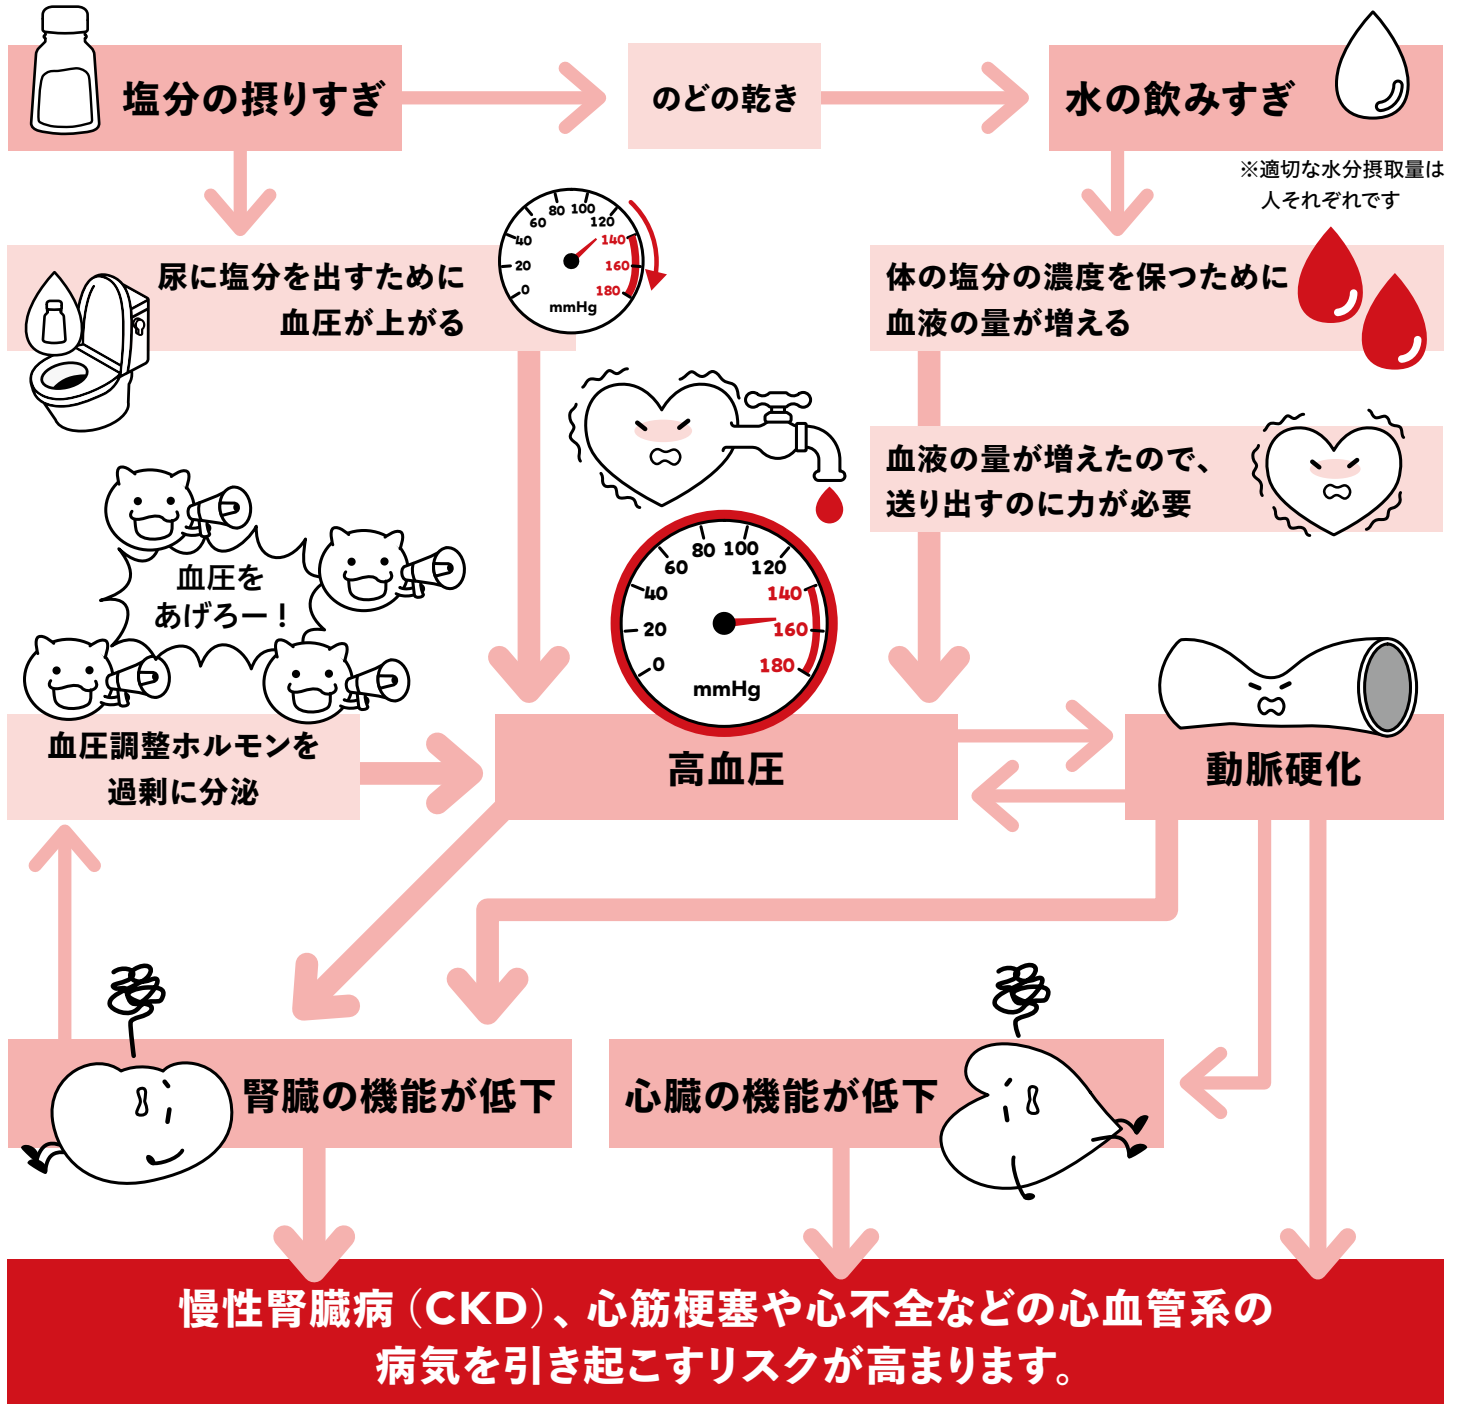 塩分の摂りすぎ
のどの乾き
水の飲みすぎ
※適切な水分摂取量は
人それぞれです
尿に塩分を出すために
血圧が上がる
0
20
40
60
80
100
120
140
160
180
mmHg
体の塩分の濃度を保つために
血液の量が増える
血液の量が増えたので、
送り出すのに力が必要
血圧を
あげろー！
0
20
40
60
80
100
120
140
160
180
mmHg
血圧調整ホルモンを
過剰に分泌
高血圧
動脈硬化
腎臓の機能が低下
心臓の機能が低下
慢性腎臓病（CKD）、心筋梗塞や心不全などの心血管系の
病気を引き起こすリスクが高まります。